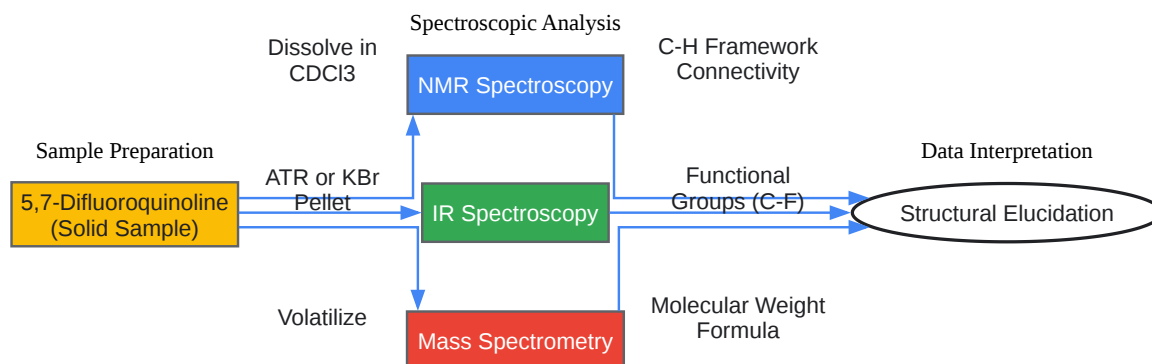 Spectroscopic Analysis
Dissolve in
CDCl3
NMR Spectroscopy
C-H Framework
Connectivity
Sample Preparation
5,7-Difluoroquinoline
(Solid Sample)
ATR or KBr
Pellet
IR Spectroscopy
Functional
Groups (C-F)
Data Interpretation
Structural Elucidation
Volatilize
Mass Spectrometry
Molecular Weight
Formula